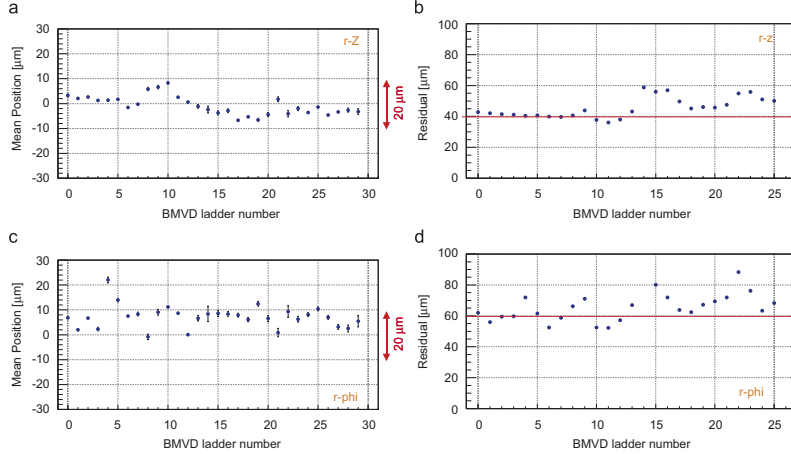 a
30
20
10
0
-10
-20
-30
Mean Position [μm]
r-Z
0 5 10 15 20 25 30
BMVD ladder number
20 μm
b
100
80
60
40
20
0
Residual [μm]
r-z
0 5 10 15 20 25
BMVD ladder number
c
30
20
10
0
-10
-20
-30
Mean Position [μm]
r-phi
0 5 10 15 20 25 30
BMVD ladder number
20 μm
d
100
80
60
40
20
0
Residual [μm]
r-phi
0 5 10 15 20 25
BMVD ladder number